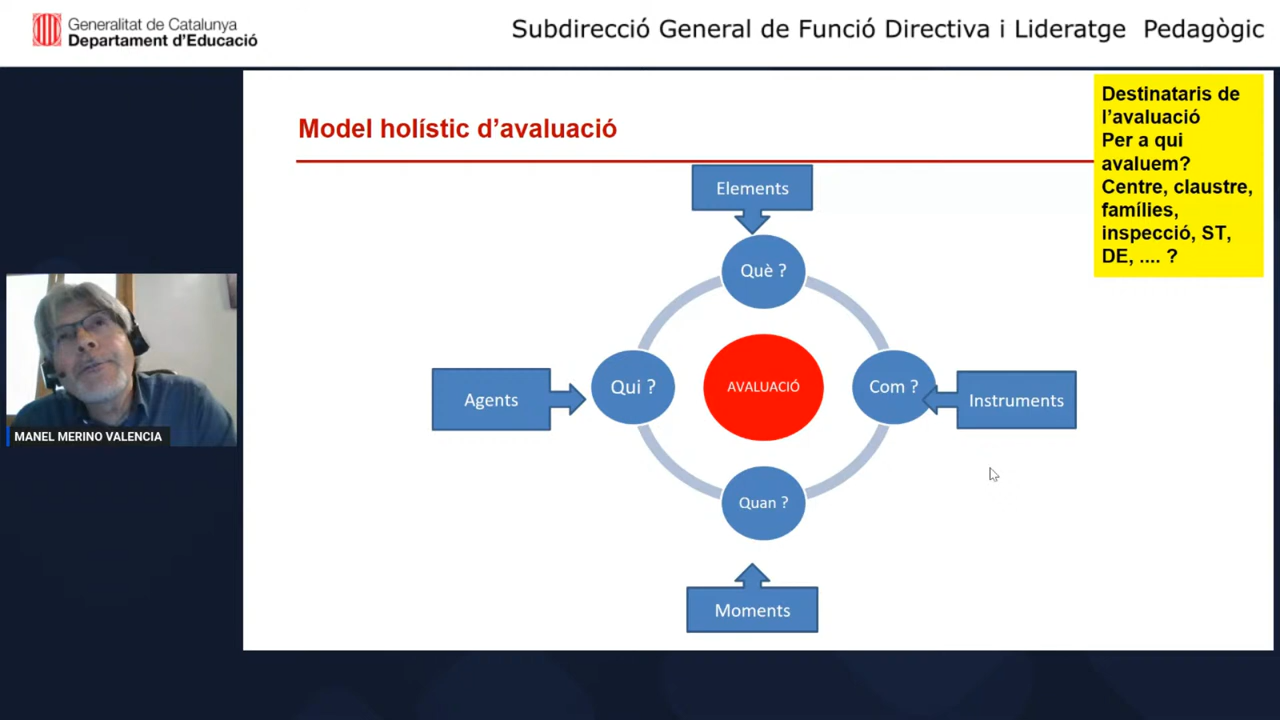 Generalitat de Catalunya
Departament d'Educació
Subdirecció General de Funció Directiva i Lideratge Pedagògic
Model holístic d'avaluació
Destinataris de
l'avaluació
Per a qui
avaluem?
Centre, claustre,
famílies,
inspecció, ST,
DE, .... ?
Elements
Què ?
Agents
Qui ?
AVALUACIÓ
Com ?
Instruments
Quan ?
Moments
MANEL MERINO VALENCIA